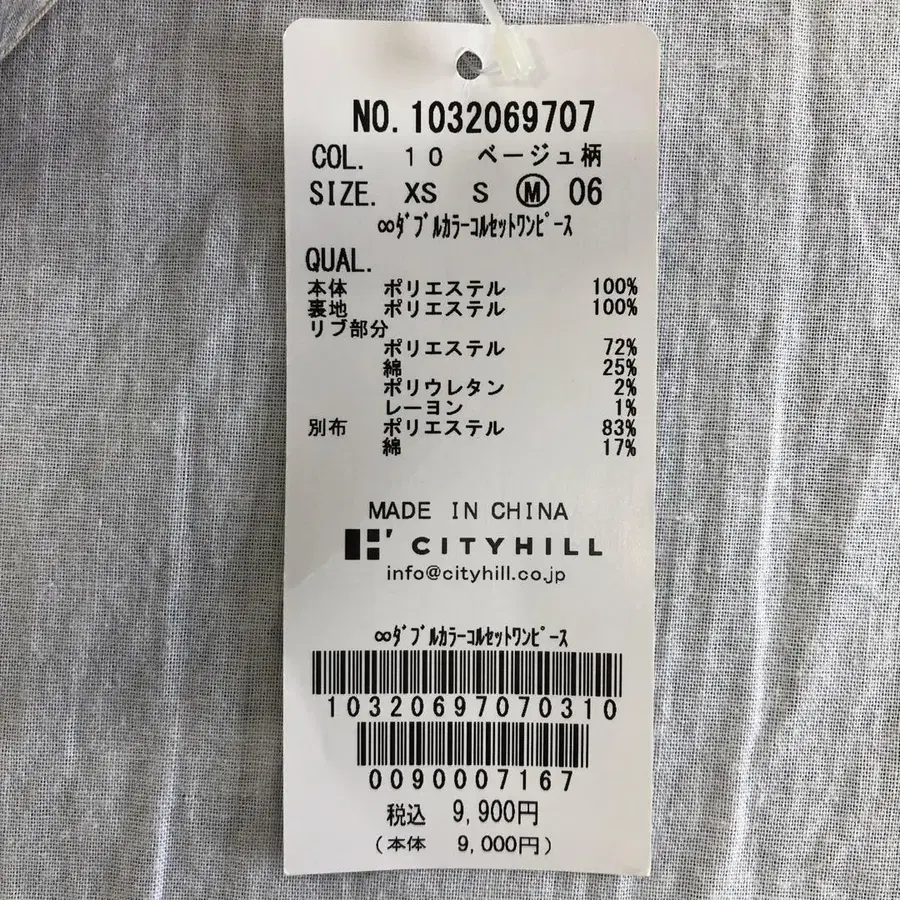 NO. 1032069707
COL. 10 ベージュ柄
SIZE. XS S Ⓜ 06
∞ﾀﾞﾌﾞﾙｶﾗｰｺﾙｾｯﾄﾜﾝﾋﾟｰｽ
QUAL.
本体 ポリエステル 100%
裏地 ポリエステル 100%
リブ部分
ポリエステル 72%
綿 25%
ポリウレタン 2%
レーヨン 1%
別布 ポリエステル 83%
綿 17%
MADE IN CHINA
CITYHILL
info@cityhill.co.jp
∞ﾀﾞﾌﾞﾙｶﾗｰｺﾙｾｯﾄﾜﾝﾋﾟｰｽ
10320697070310
0090007167
税込 9,900円
(本体 9,000円)